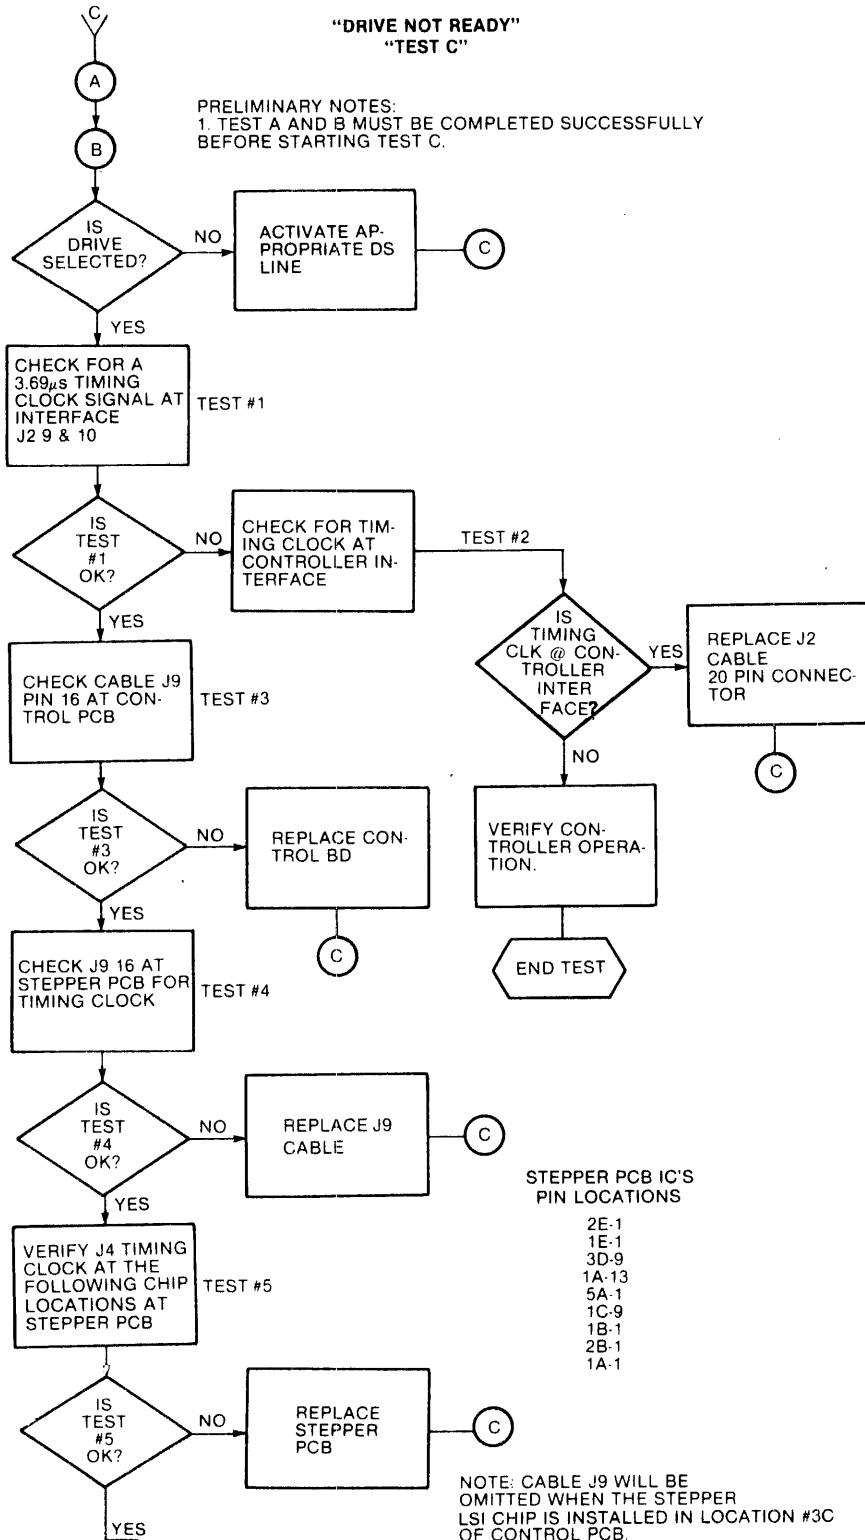 C
"DRIVE NOT READY"
"TEST C"
A
PRELIMINARY NOTES:
1. TEST A AND B MUST BE COMPLETED SUCCESSFULLY
BEFORE STARTING TEST C.
B
IS
DRIVE
SELECTED?
NO
ACTIVATE AP-
PROPRIATE DS
LINE
C
YES
CHECK FOR A
3.69µs TIMING
CLOCK SIGNAL AT
INTERFACE
J2 9 & 10
TEST #1
IS
TEST
#1
OK?
NO
CHECK FOR TIM-
ING CLOCK AT
CONTROLLER IN-
TERFACE
TEST #2
IS
TIMING
CLK @ CON-
TROLLER
INTER
FACE?
YES
REPLACE J2
CABLE
20 PIN CONNEC-
TOR
C
NO
VERIFY CON-
TROLLER OPERA-
TION.
END TEST
YES
CHECK CABLE J9
PIN 16 AT CON-
TROL PCB
TEST #3
IS
TEST
#3
OK?
NO
REPLACE CON-
TROL BD
C
YES
CHECK J9 16 AT
STEPPER PCB FOR
TIMING CLOCK
TEST #4
IS
TEST
#4
OK?
NO
REPLACE J9
CABLE
C
YES
VERIFY J4 TIMING
CLOCK AT THE
FOLLOWING CHIP
LOCATIONS AT
STEPPER PCB
TEST #5
STEPPER PCB IC'S
PIN LOCATIONS
2E-1
1E-1
3D-9
1A-13
5A-1
1C-9
1B-1
2B-1
1A-1
IS
TEST
#5
OK?
NO
REPLACE
STEPPER
PCB
C
YES
NOTE: CABLE J9 WILL BE
OMITTED WHEN THE STEPPER
LSI CHIP IS INSTALLED IN LOCATION #3C
OF CONTROL PCB.